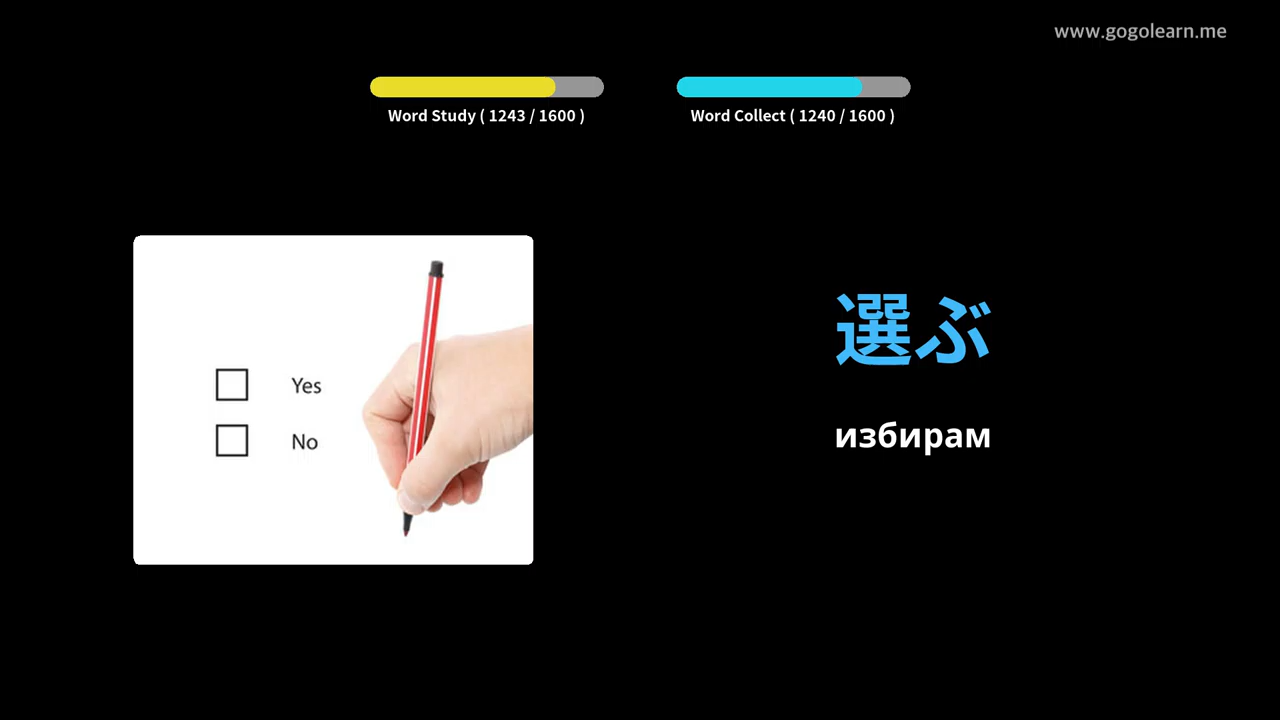 www.gogolearn.me
Word Study ( 1243 / 1600 )
Word Collect ( 1240 / 1600 )
Yes
No
選ぶ
избирам